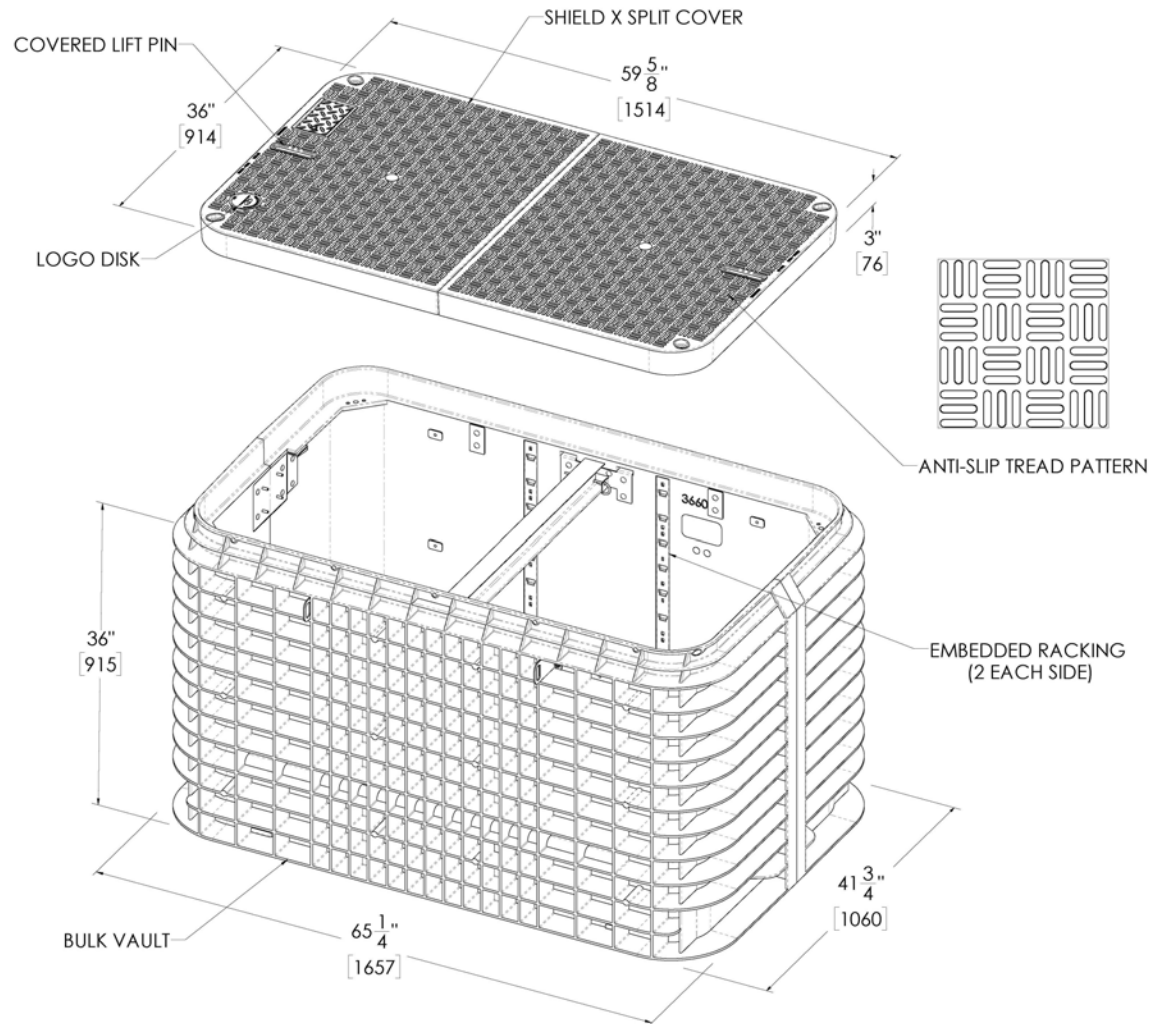 SHIELD X SPLIT COVER
COVERED LIFT PIN
59 5/8"
[1514]
36"
[914]
3"
[76]
LOGO DISK
ANTI-SLIP TREAD PATTERN
3660
36"
[915]
EMBEDDED RACKING
(2 EACH SIDE)
41 3/4"
[1060]
BULK VAULT
65 1/4"
[1657]